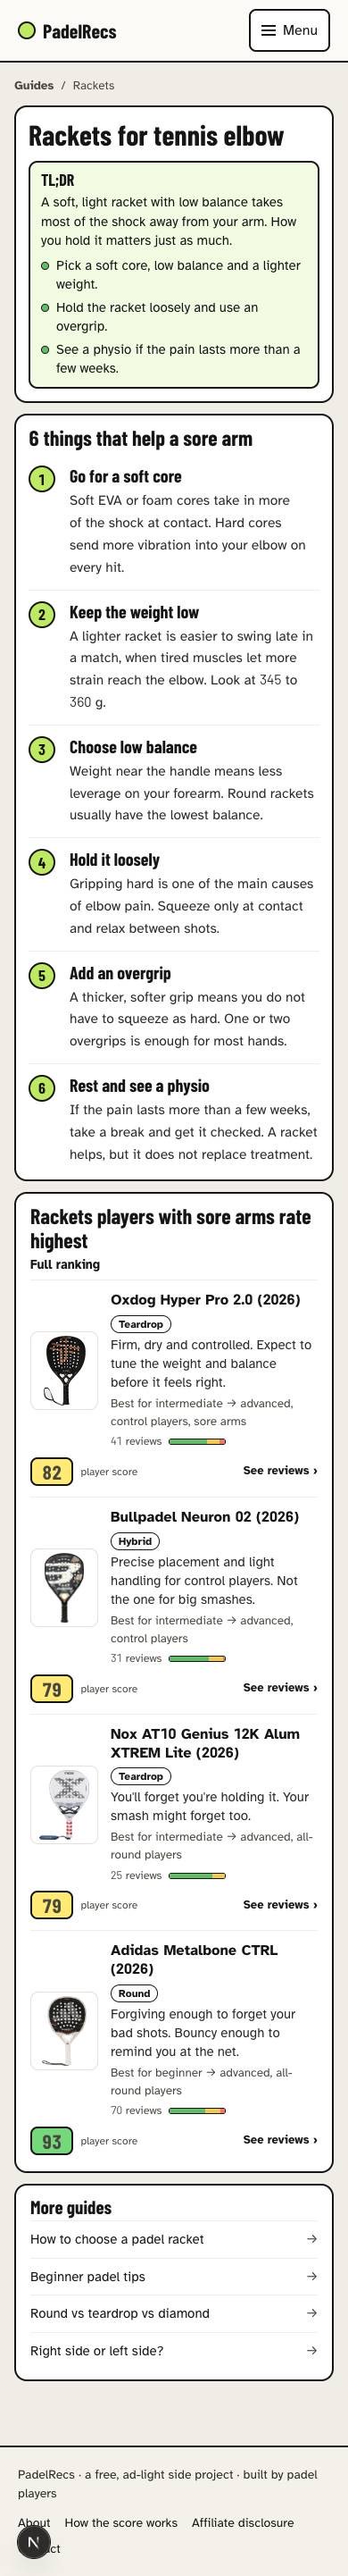 PadelRecs
Menu
Guides / Rackets
Rackets for tennis elbow
TL;DR
A soft, light racket with low balance takes
most of the shock away from your arm. How
you hold it matters just as much.
Pick a soft core, low balance and a lighter
weight.
Hold the racket loosely and use an
overgrip.
See a physio if the pain lasts more than a
few weeks.
6 things that help a sore arm
1 Go for a soft core
Soft EVA or foam cores take in more
of the shock at contact. Hard cores
send more vibration into your elbow on
every hit.
2 Keep the weight low
A lighter racket is easier to swing late in
a match, when tired muscles let more
strain reach the elbow. Look at 345 to
360 g.
3 Choose low balance
Weight near the handle means less
leverage on your forearm. Round rackets
usually have the lowest balance.
4 Hold it loosely
Gripping hard is one of the main causes
of elbow pain. Squeeze only at contact
and relax between shots.
5 Add an overgrip
A thicker, softer grip means you do not
have to squeeze as hard. One or two
overgrips is enough for most hands.
6 Rest and see a physio
If the pain lasts more than a few weeks,
take a break and get it checked. A racket
helps, but it does not replace treatment.
Rackets players with sore arms rate
highest
Full ranking
Oxdog Hyper Pro 2.0 (2026)
Teardrop
Firm, dry and controlled. Expect to
tune the weight and balance
before it feels right.
Best for intermediate → advanced,
control players, sore arms
41 reviews
82 player score See reviews ›
Bullpadel Neuron 02 (2026)
Hybrid
Precise placement and light
handling for control players. Not
the one for big smashes.
Best for intermediate → advanced,
control players
31 reviews
79 player score See reviews ›
Nox AT10 Genius 12K Alum
XTREM Lite (2026)
Teardrop
You'll forget you're holding it. Your
smash might forget too.
Best for intermediate → advanced, all-
round players
25 reviews
79 player score See reviews ›
Adidas Metalbone CTRL
(2026)
Round
Forgiving enough to forget your
bad shots. Bouncy enough to
remind you at the net.
Best for beginner → advanced, all-
round players
70 reviews
93 player score See reviews ›
More guides
How to choose a padel racket →
Beginner padel tips →
Round vs teardrop vs diamond →
Right side or left side? →
PadelRecs · a free, ad-light side project · built by padel
players
About How the score works Affiliate disclosure
N